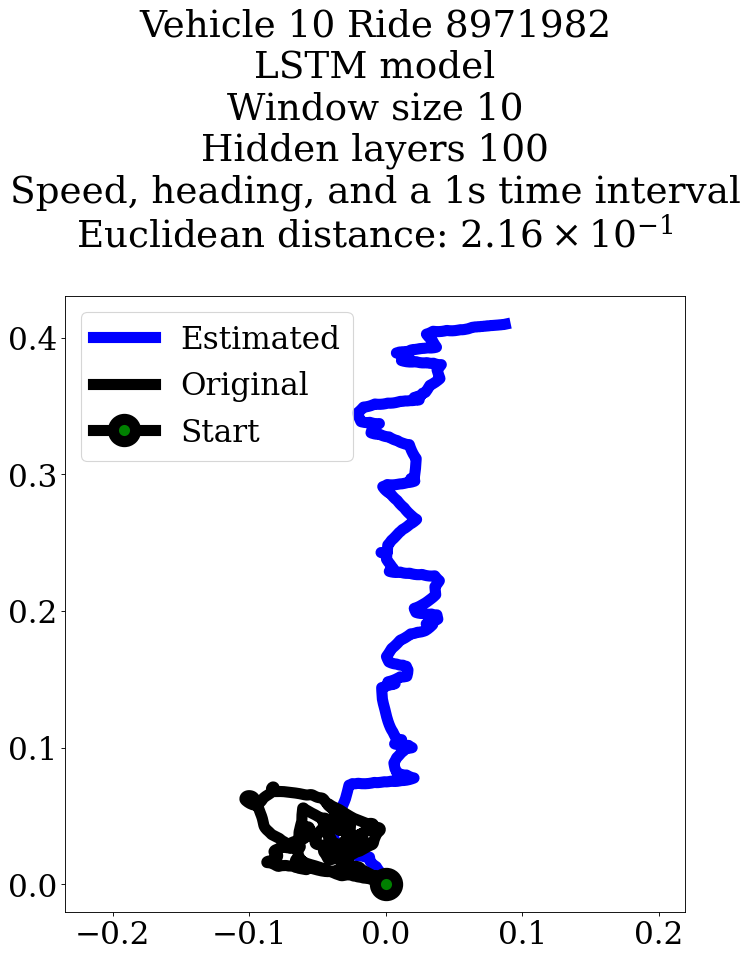 Vehicle 10 Ride 8971982
LSTM model
Window size 10
Hidden layers 100
Speed, heading, and a 1s time interval
Euclidean distance: 2.16 × 10⁻¹
Estimated
Original
Start
0.4
0.3
0.2
0.1
0.0
−0.2 −0.1 0.0 0.1 0.2